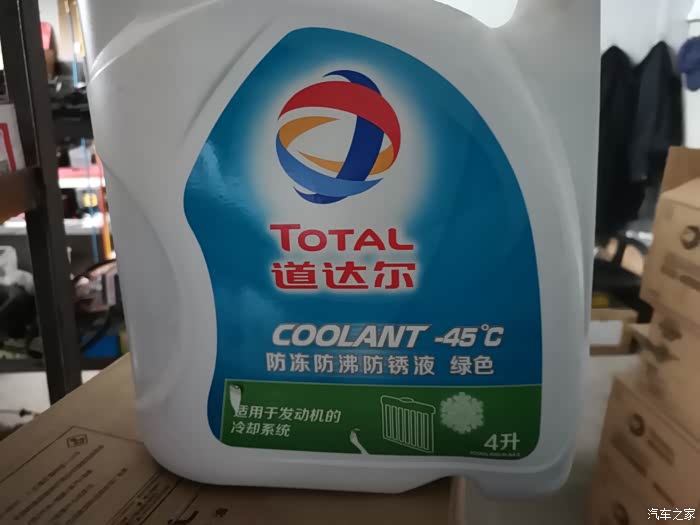 TOTAL
道达尔
COOLANT -45°C
防冻防沸防锈液 绿色
适用于发动机的
冷却系统
4升
汽车之家